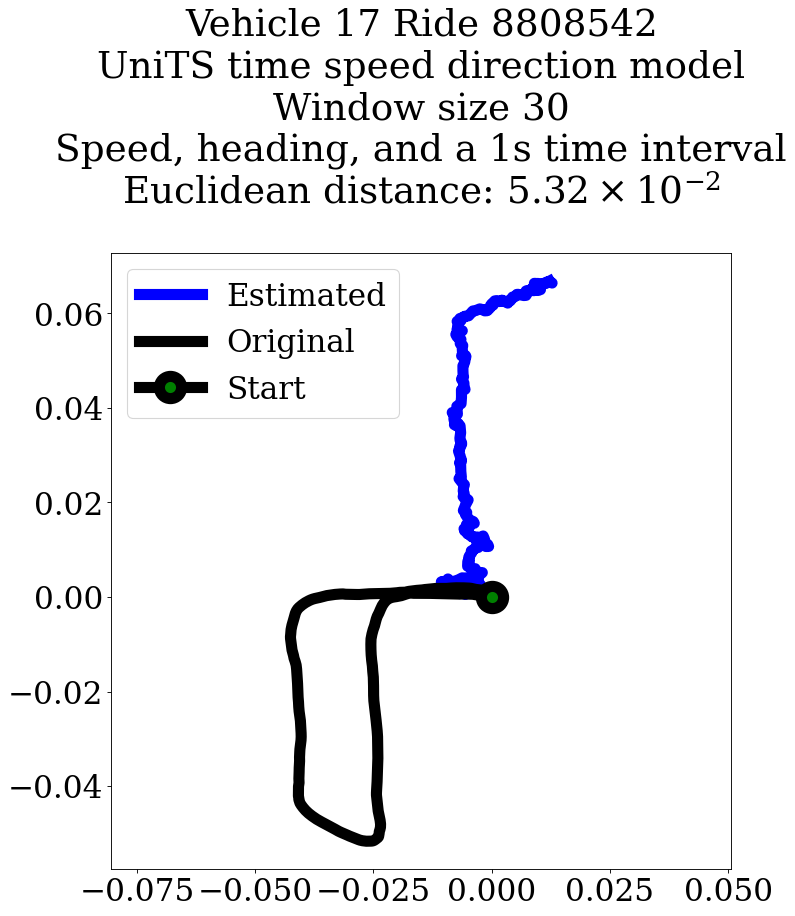 Vehicle 17 Ride 8808542
UniTS time speed direction model
Window size 30
Speed, heading, and a 1s time interval
Euclidean distance: 5.32 × 10⁻²
Estimated
Original
Start
0.06
0.04
0.02
0.00
−0.02
−0.04
−0.075 −0.050 −0.025 0.000 0.025 0.050